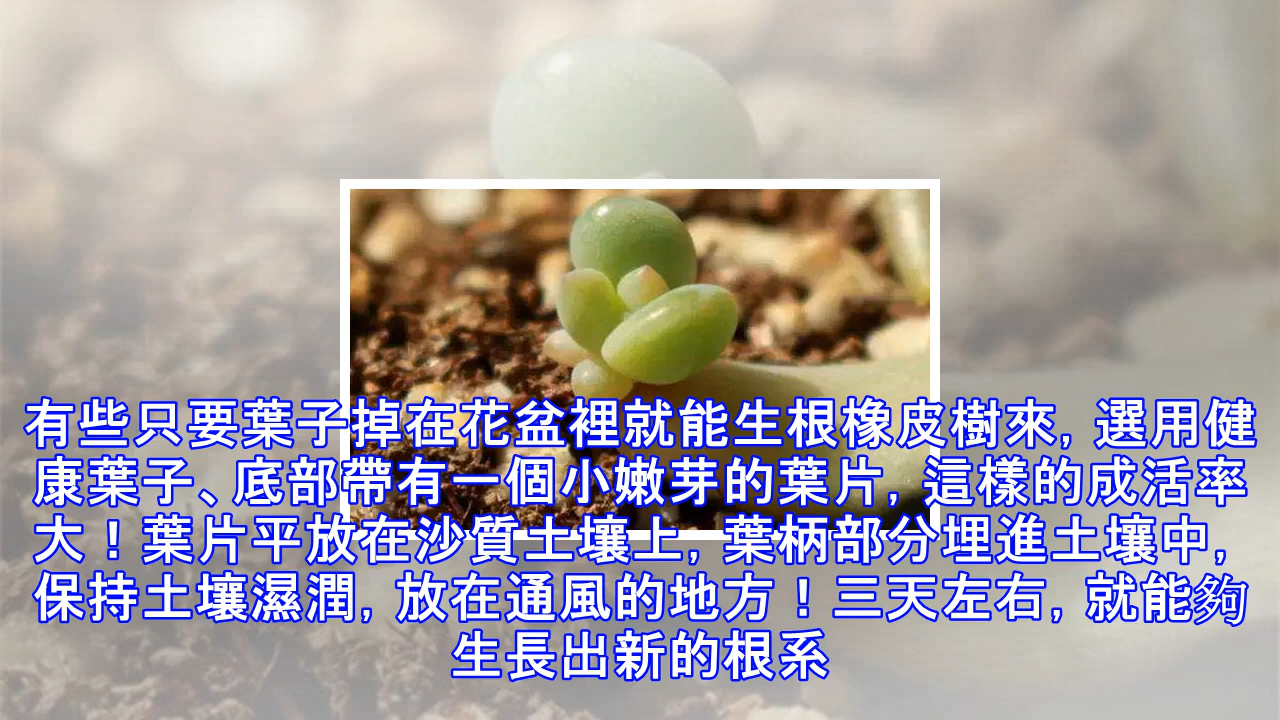 有些只要葉子掉在花盆裡就能生根橡皮樹來, 選用健
康葉子、底部帶有一個小嫩芽的葉片, 這樣的成活率
大！葉片平放在沙質土壤上, 葉柄部分埋進土壤中,
保持土壤濕潤, 放在通風的地方！三天左右, 就能夠
生長出新的根系